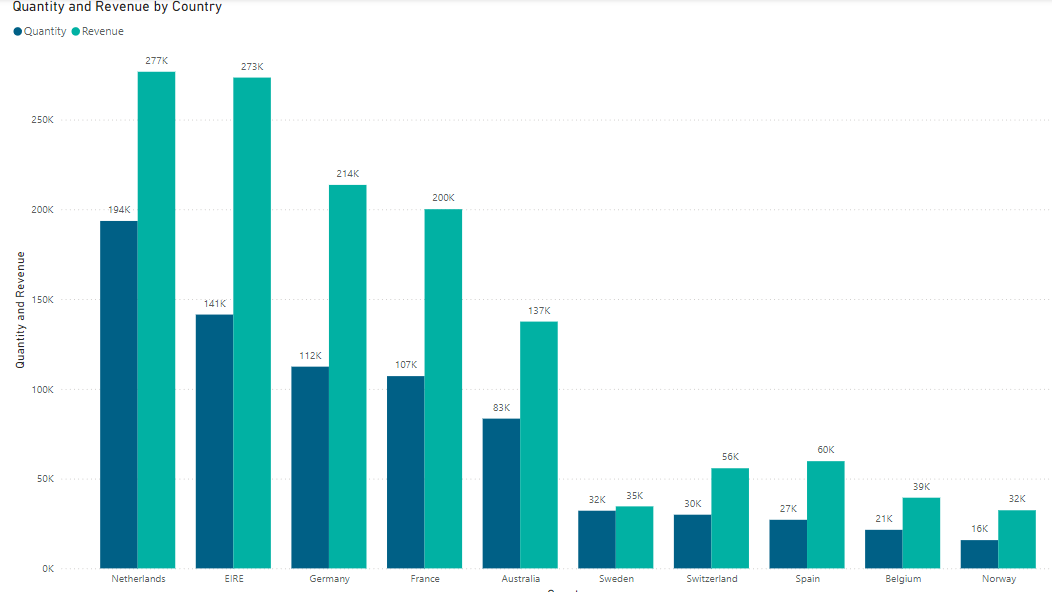 Quantity and Revenue by Country
Quantity Revenue
277K
273K
250K
214K
200K
194K
200K
Quantity and Revenue
150K
141K
137K
112K
107K
100K
83K
60K
56K
50K
39K
32K 35K
30K
27K
32K
21K
16K
0K
Netherlands EIRE Germany France Australia Sweden Switzerland Spain Belgium Norway